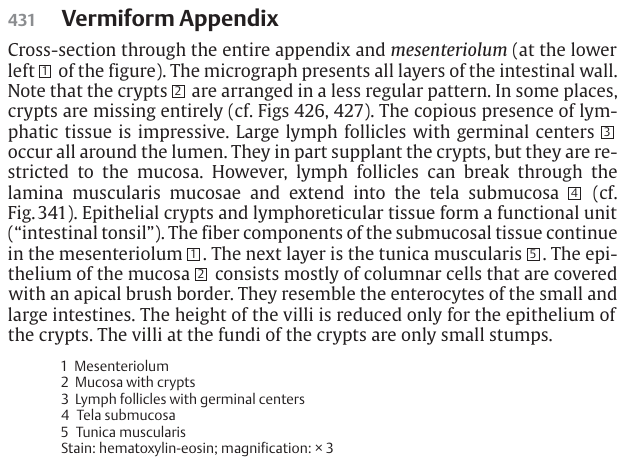 431 Vermiform Appendix
Cross-section through the entire appendix and mesenteriolum (at the lower
left 1 of the figure). The micrograph presents all layers of the intestinal wall.
Note that the crypts 2 are arranged in a less regular pattern. In some places,
crypts are missing entirely (cf. Figs 426, 427). The copious presence of lym-
phatic tissue is impressive. Large lymph follicles with germinal centers 3
occur all around the lumen. They in part supplant the crypts, but they are re-
stricted to the mucosa. However, lymph follicles can break through the
lamina muscularis mucosae and extend into the tela submucosa 4 (cf.
Fig. 341). Epithelial crypts and lymphoreticular tissue form a functional unit
(“intestinal tonsil”). The fiber components of the submucosal tissue continue
in the mesenteriolum 1. The next layer is the tunica muscularis 5. The epi-
thelium of the mucosa 2 consists mostly of columnar cells that are covered
with an apical brush border. They resemble the enterocytes of the small and
large intestines. The height of the villi is reduced only for the epithelium of
the crypts. The villi at the fundi of the crypts are only small stumps.
1 Mesenteriolum
2 Mucosa with crypts
3 Lymph follicles with germinal centers
4 Tela submucosa
5 Tunica muscularis
Stain: hematoxylin-eosin; magnification: × 3